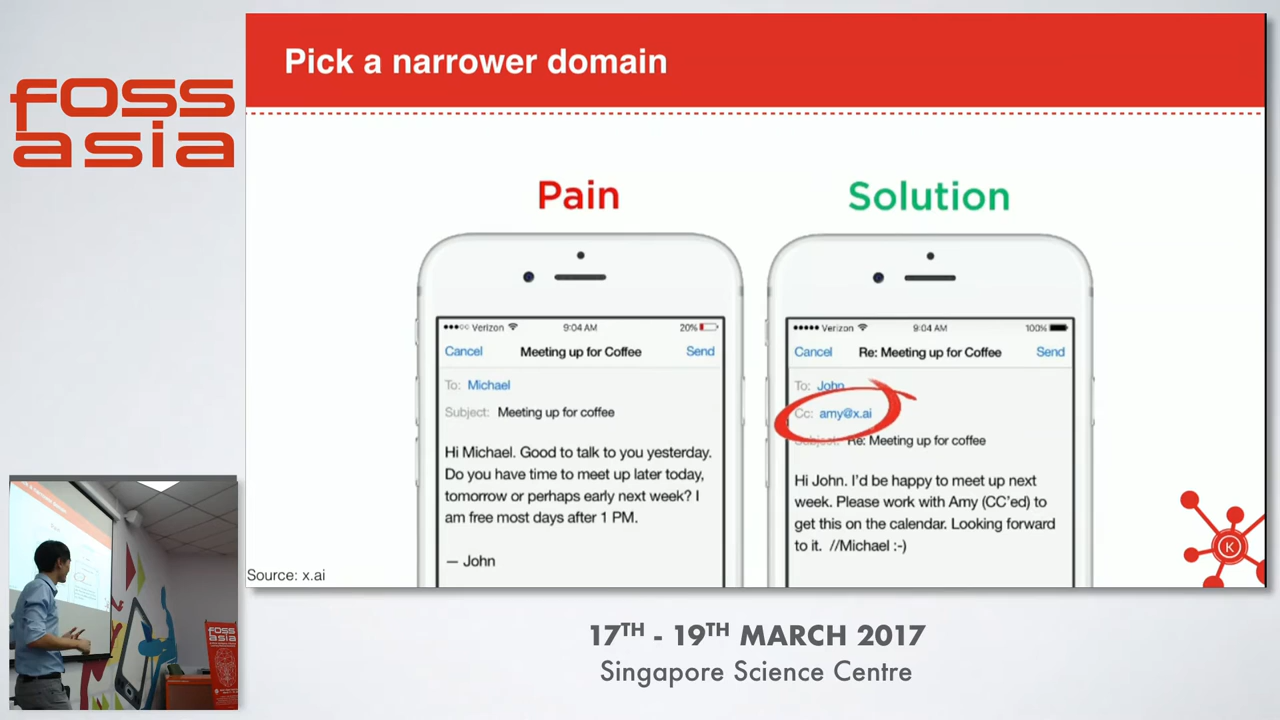 Pick a narrower domain
foss
asia
Pain
Solution
Verizon 9:04 AM 20%
Cancel Meeting up for Coffee Send
To: Michael
Subject: Meeting up for coffee
Hi Michael. Good to talk to you yesterday.
Do you have time to meet up later today,
tomorrow or perhaps early next week? I
am free most days after 1 PM.
— John
Verizon 9:04 AM 100%
Cancel Re: Meeting up for Coffee Send
To: John
Cc: amy@x.ai
Subject: Re: Meeting up for coffee
Hi John. I'd be happy to meet up next
week. Please work with Amy (CC'ed) to
get this on the calendar. Looking forward
to it. //Michael :-)
K
Source: x.ai
foss
asia
17TH - 19TH MARCH 2017
Singapore Science Centre